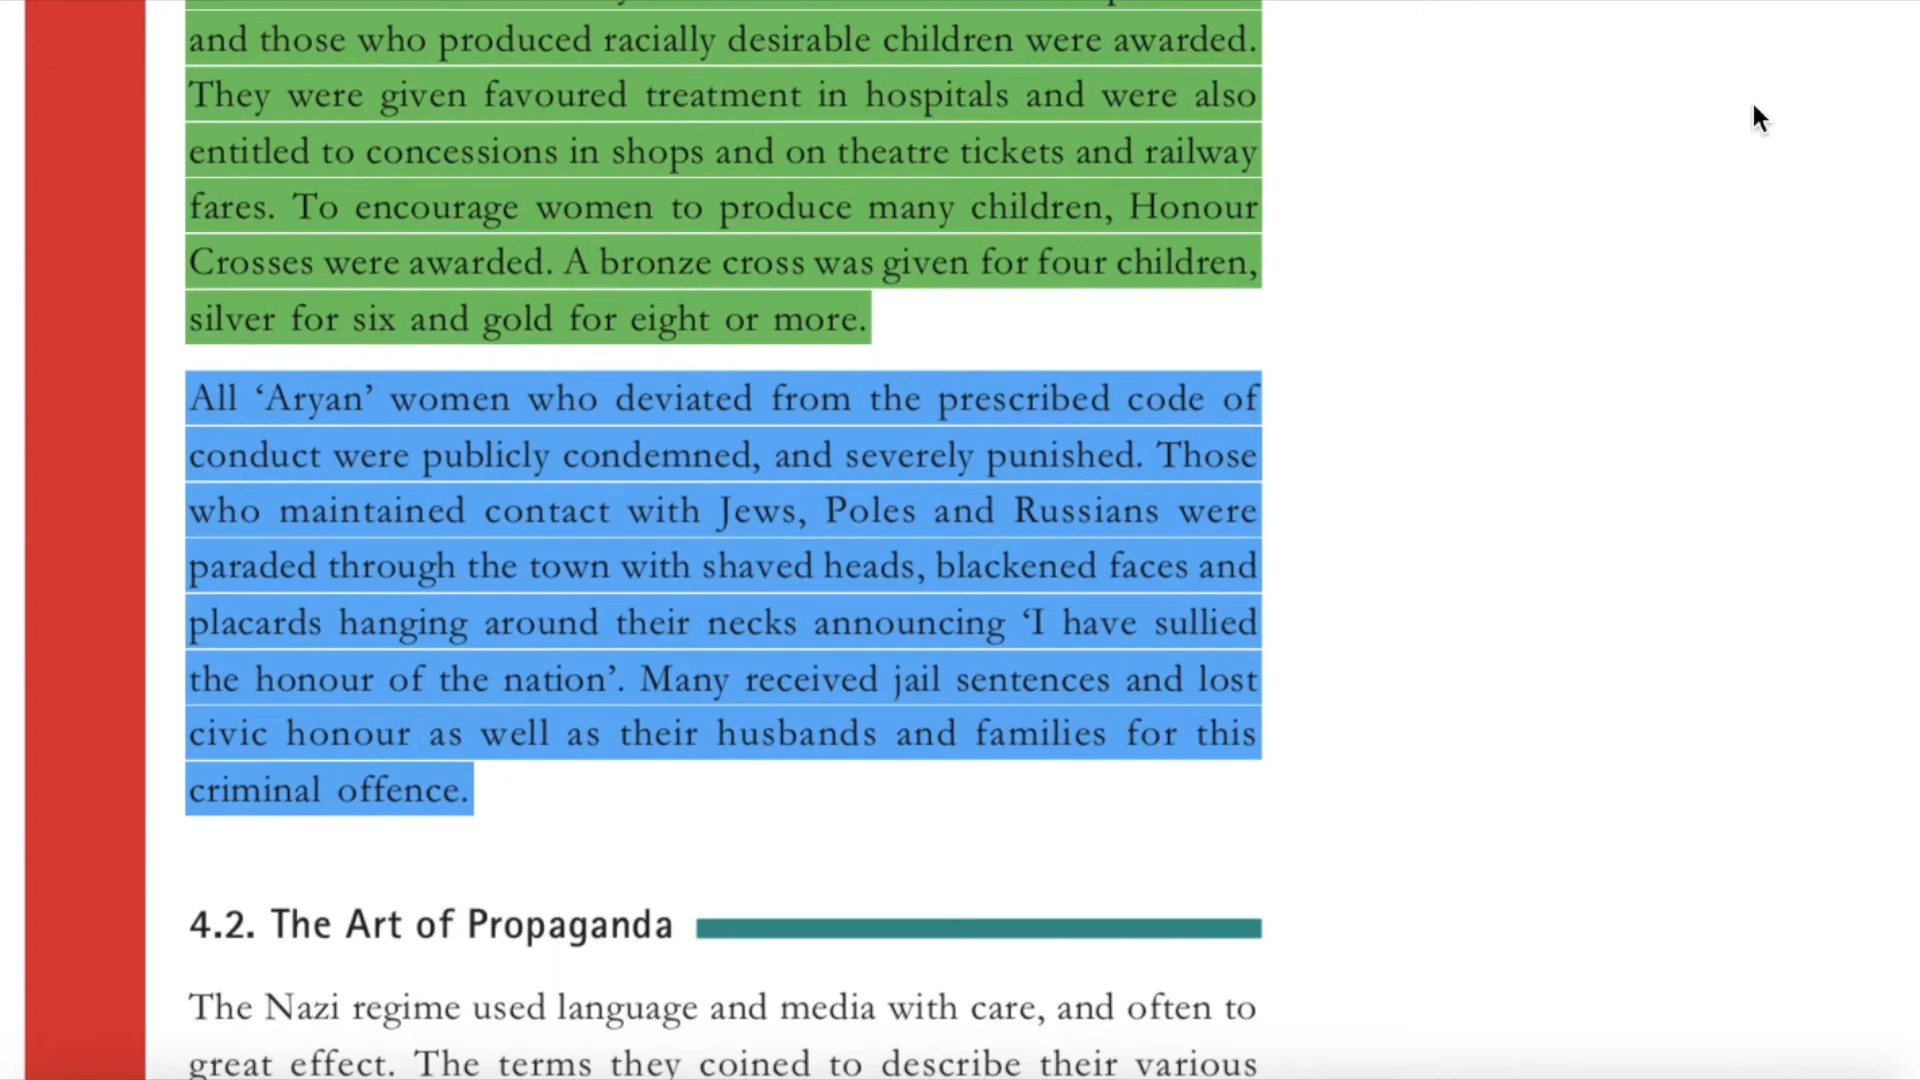 and those who produced racially desirable children were awarded.
They were given favoured treatment in hospitals and were also
entitled to concessions in shops and on theatre tickets and railway
fares. To encourage women to produce many children, Honour
Crosses were awarded. A bronze cross was given for four children,
silver for six and gold for eight or more.
All ‘Aryan’ women who deviated from the prescribed code of
conduct were publicly condemned, and severely punished. Those
who maintained contact with Jews, Poles and Russians were
paraded through the town with shaved heads, blackened faces and
placards hanging around their necks announcing ‘I have sullied
the honour of the nation’. Many received jail sentences and lost
civic honour as well as their husbands and families for this
criminal offence.
4.2. The Art of Propaganda
The Nazi regime used language and media with care, and often to
great effect. The terms they coined to describe their various